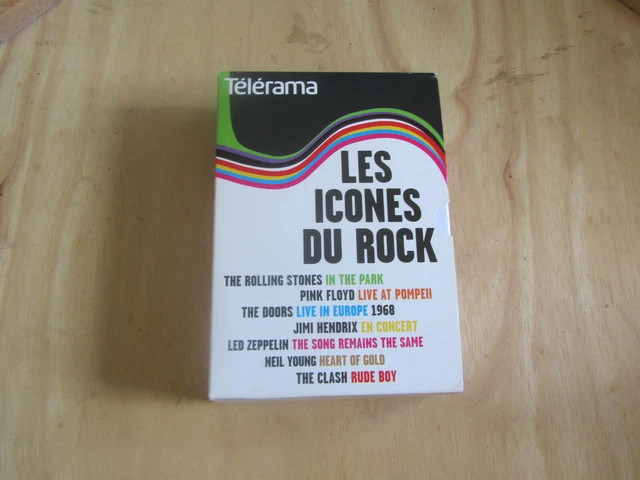 Télérama
LES
ICONES
DU ROCK
THE ROLLING STONES IN THE PARK
PINK FLOYD LIVE AT POMPEII
THE DOORS LIVE IN EUROPE 1968
JIMI HENDRIX EN CONCERT
LED ZEPPELIN THE SONG REMAINS THE SAME
NEIL YOUNG HEART OF GOLD
THE CLASH RUDE BOY